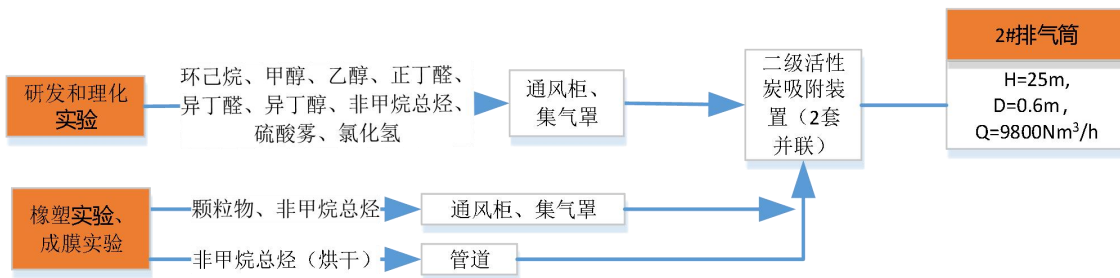 研发和理化
实验
环己烷、甲醇、乙醇、正丁醛、
异丁醛、异丁醇、非甲烷总烃、
硫酸雾、氯化氢
通风柜、
集气罩
二级活性
炭吸附装
置（2套
并联）
2#排气筒
H=25m,
D=0.6m，
Q=9800Nm³/h
橡塑实验、
成膜实验
颗粒物、非甲烷总烃
通风柜、集气罩
非甲烷总烃（烘干）
管道